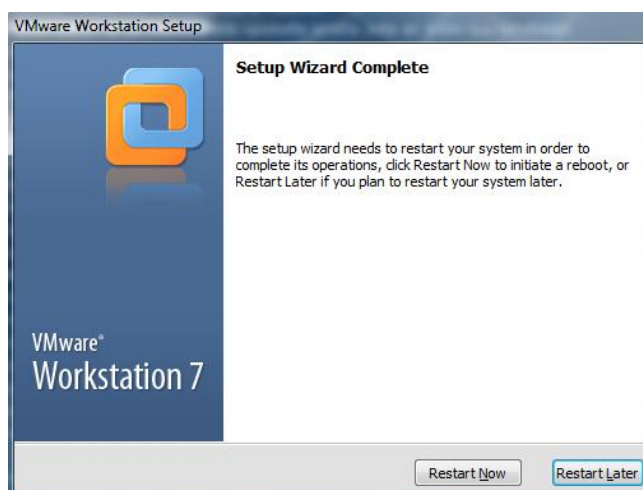 VMware Workstation Setup
Setup Wizard Complete
The setup wizard needs to restart your system in order to
complete its operations, click Restart Now to initiate a reboot, or
Restart Later if you plan to restart your system later.
VMware®
Workstation 7
Restart Now
Restart Later